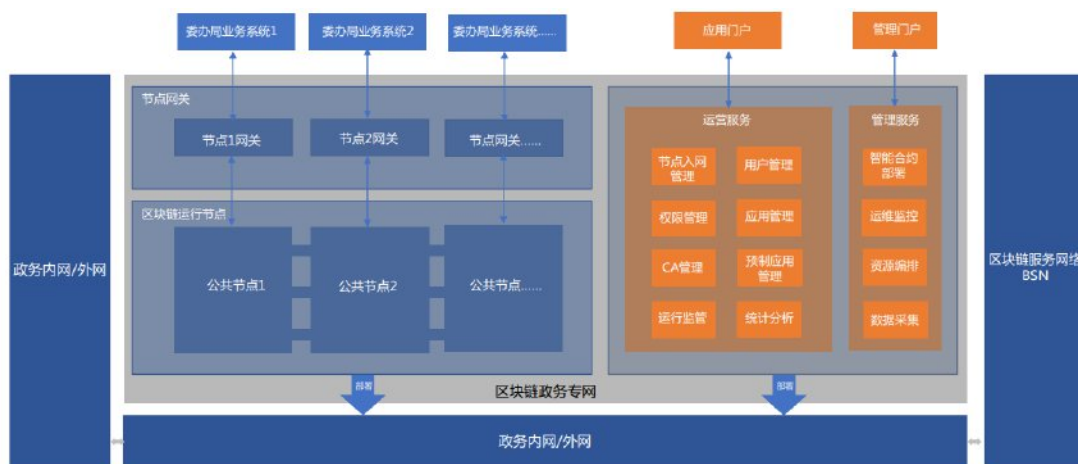 委办局业务系统1
委办局业务系统2
委办局业务系统......
应用门户
管理门户
节点网关
节点1网关
节点2网关
节点网关......
区块链运行节点
公共节点1
公共节点2
公共节点......
运营服务
节点入网
管理
用户管理
权限管理
应用管理
CA管理
预制应用
管理
运行监管
统计分析
管理服务
智能合约
部署
运维监控
资源编排
数据采集
政务内网/外网
区块链服务网络
BSN
部署
区块链政务专网
部署
政务内网/外网